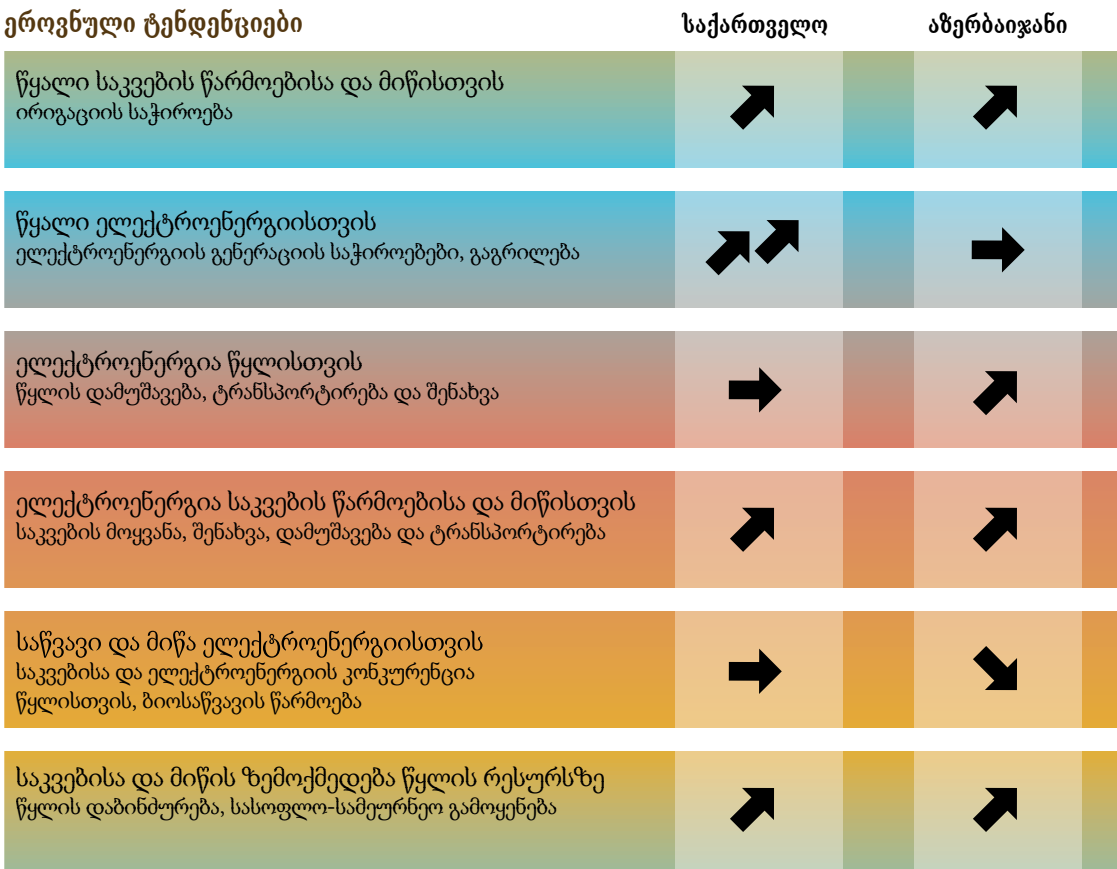 ეროვნული ტენდენციები საქართველო აზერბაიჯანი
წყალი საკვების წარმოებისა და მიწისთვის
ირიგაციის საჭიროება
წყალი ელექტროენერგიისთვის
ელექტროენერგიის გენერაციის საჭიროებები, გაგრილება
ელექტროენერგია წყლისთვის
წყლის დამუშავება, ტრანსპორტირება და შენახვა
ელექტროენერგია საკვების წარმოებისა და მიწისთვის
საკვების მოყვანა, შენახვა, დამუშავება და ტრანსპორტირება
საწვავი და მიწა ელექტროენერგიისთვის
საკვებისა და ელექტროენერგიის კონკურენცია
წყლისთვის, ბიოსაწვავის წარმოება
საკვებისა და მიწის ზემოქმედება წყლის რესურსზე
წყლის დაბინძურება, სასოფლო-სამეურნეო გამოყენება